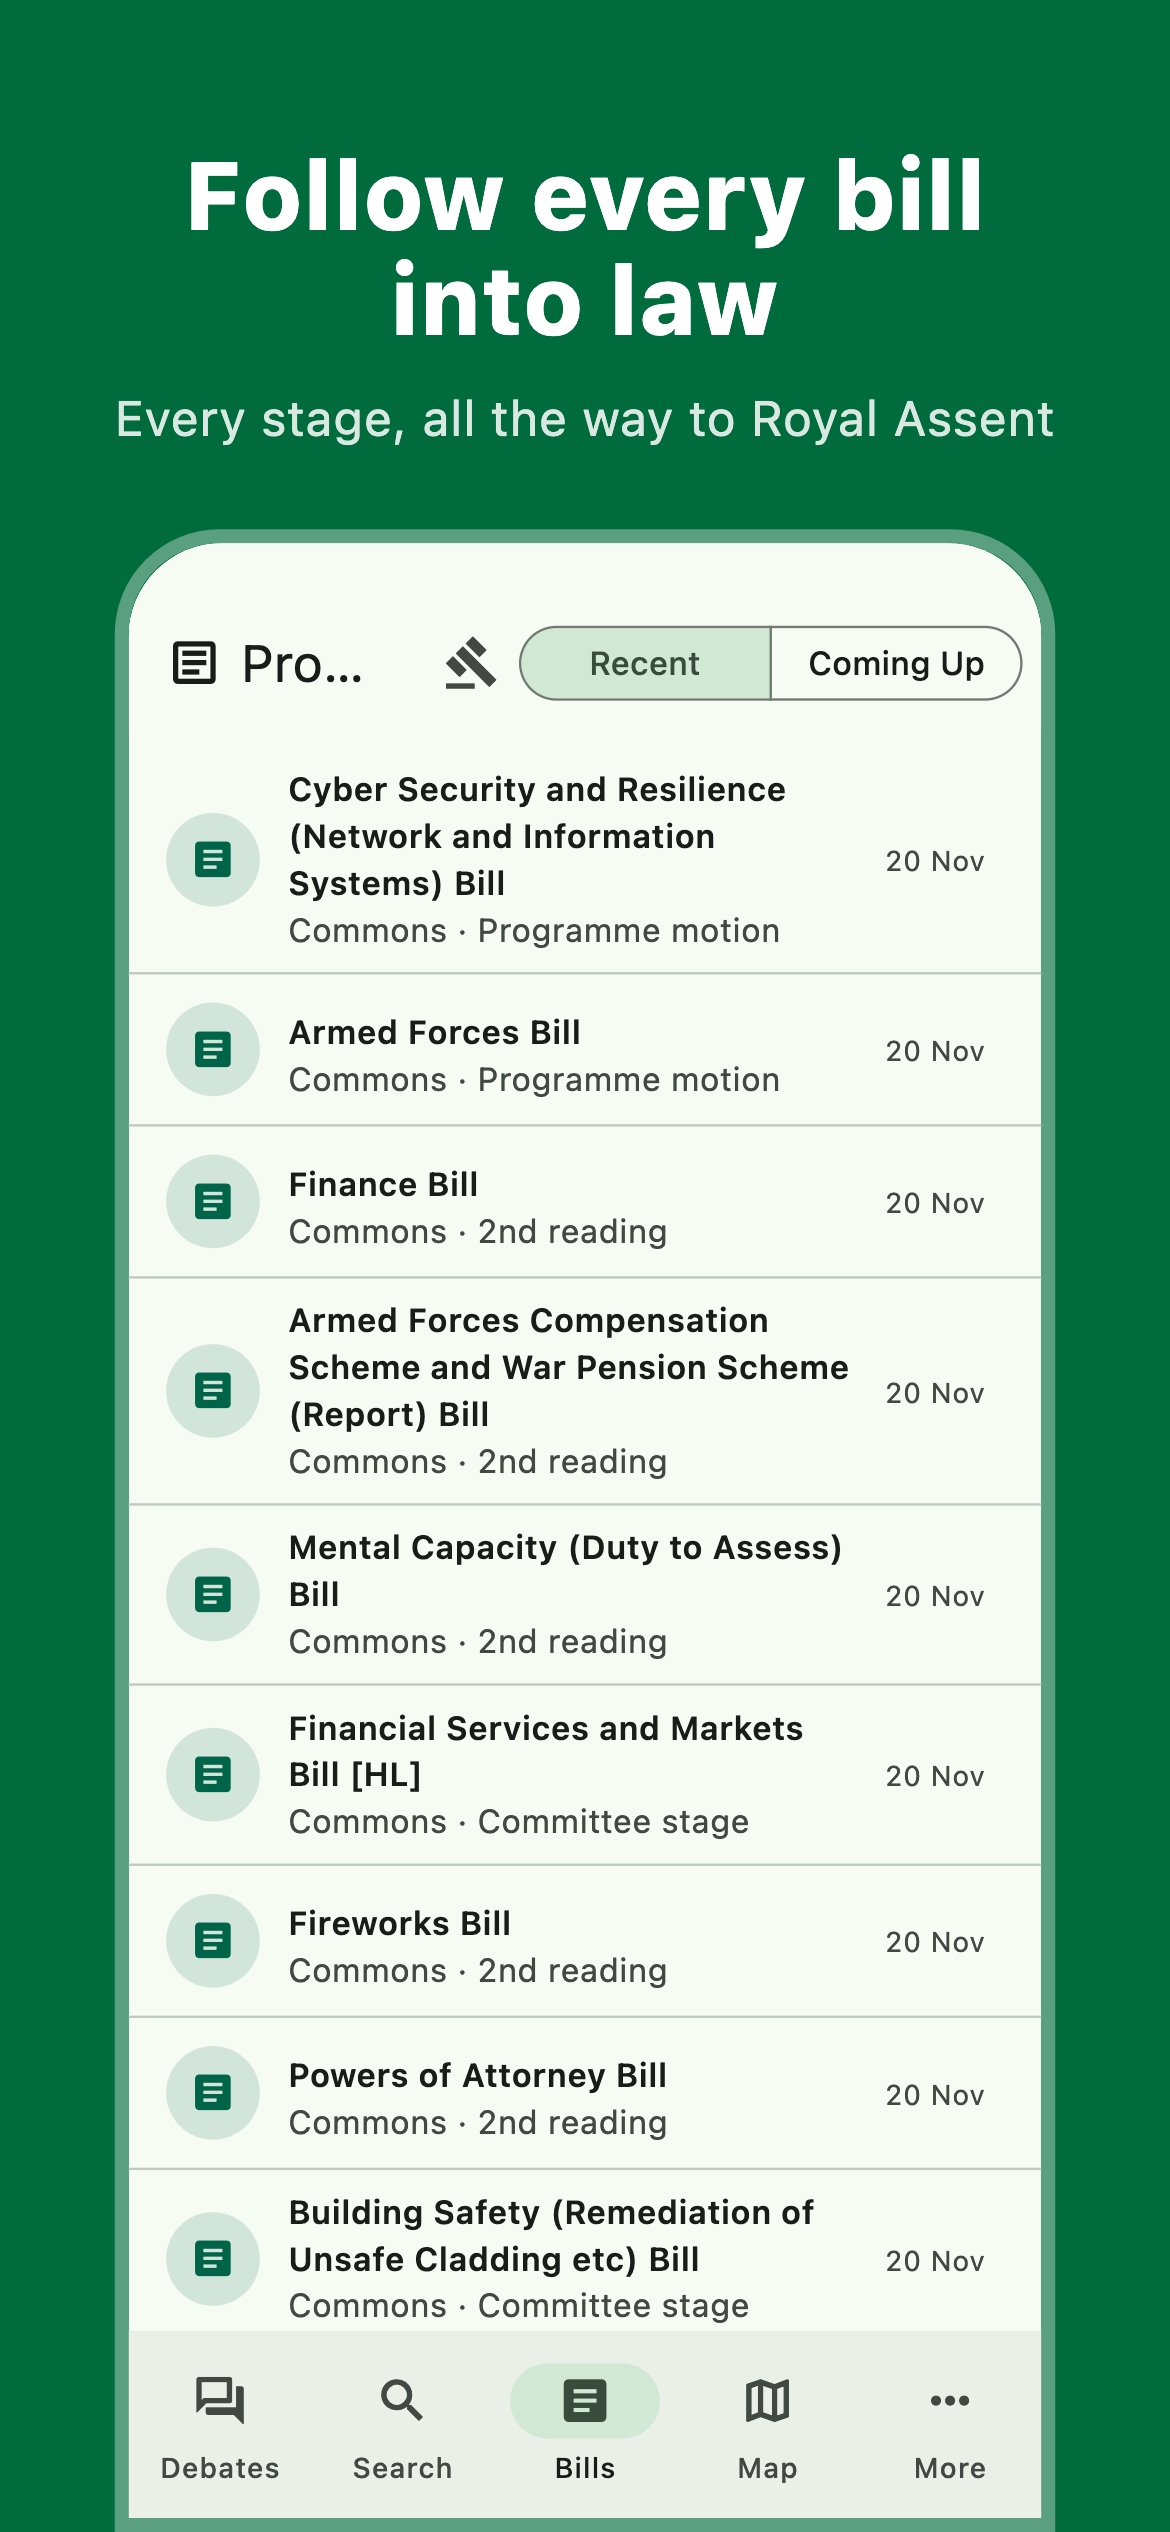 Follow every bill
into law
Every stage, all the way to Royal Assent
Pro...
Recent
Coming Up
Cyber Security and Resilience
(Network and Information
Systems) Bill
Commons · Programme motion
20 Nov
Armed Forces Bill
Commons · Programme motion
20 Nov
Finance Bill
Commons · 2nd reading
20 Nov
Armed Forces Compensation
Scheme and War Pension Scheme
(Report) Bill
Commons · 2nd reading
20 Nov
Mental Capacity (Duty to Assess)
Bill
Commons · 2nd reading
20 Nov
Financial Services and Markets
Bill [HL]
Commons · Committee stage
20 Nov
Fireworks Bill
Commons · 2nd reading
20 Nov
Powers of Attorney Bill
Commons · 2nd reading
20 Nov
Building Safety (Remediation of
Unsafe Cladding etc) Bill
Commons · Committee stage
20 Nov
Debates
Search
Bills
Map
More